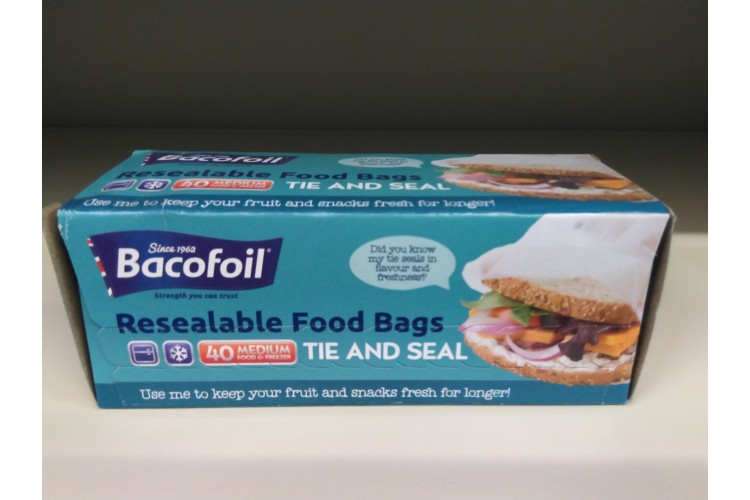 Bacofoil
Resealable Food Bags
40 MEDIUM
TIE AND SEAL
Use me to keep your fruit and snacks fresh for longer!
Since 1962
Bacofoil®
Strength you can trust
Did you know
my tie seals in
flavour and
freshness?
Resealable Food Bags
40 MEDIUM
FOOD & FREEZER
TIE AND SEAL
Use me to keep your fruit and snacks fresh for longer!